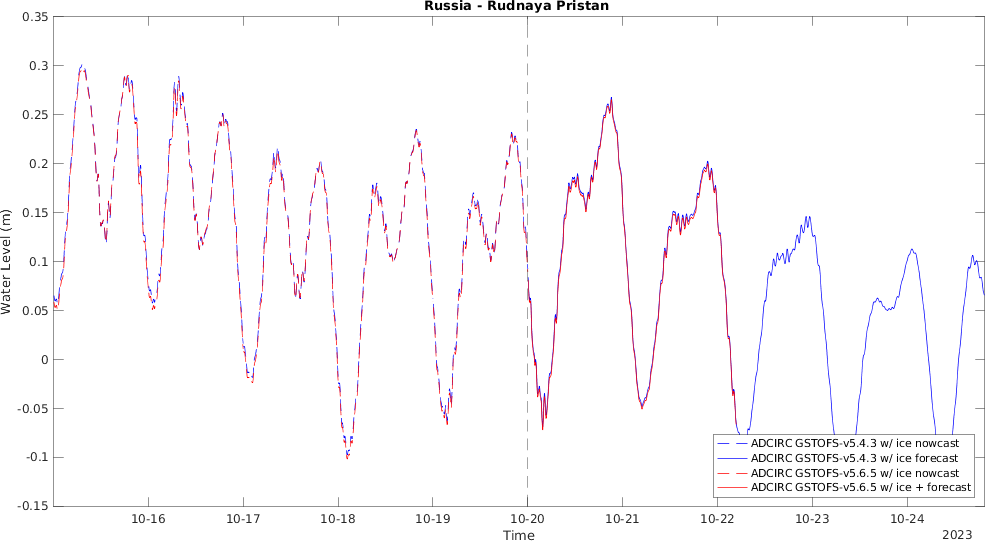 Russia - Rudnaya Pristan
0.35
0.3
0.25
0.2
0.15
0.1
0.05
0
-0.05
-0.1
-0.15
Water Level (m)
ADCIRC GSTOFS-v5.4.3 w/ ice nowcast
ADCIRC GSTOFS-v5.4.3 w/ ice forecast
ADCIRC GSTOFS-v5.6.5 w/ ice nowcast
ADCIRC GSTOFS-v5.6.5 w/ ice + forecast
10-16 10-17 10-18 10-19 10-20 10-21 10-22 10-23 10-24
Time
2023